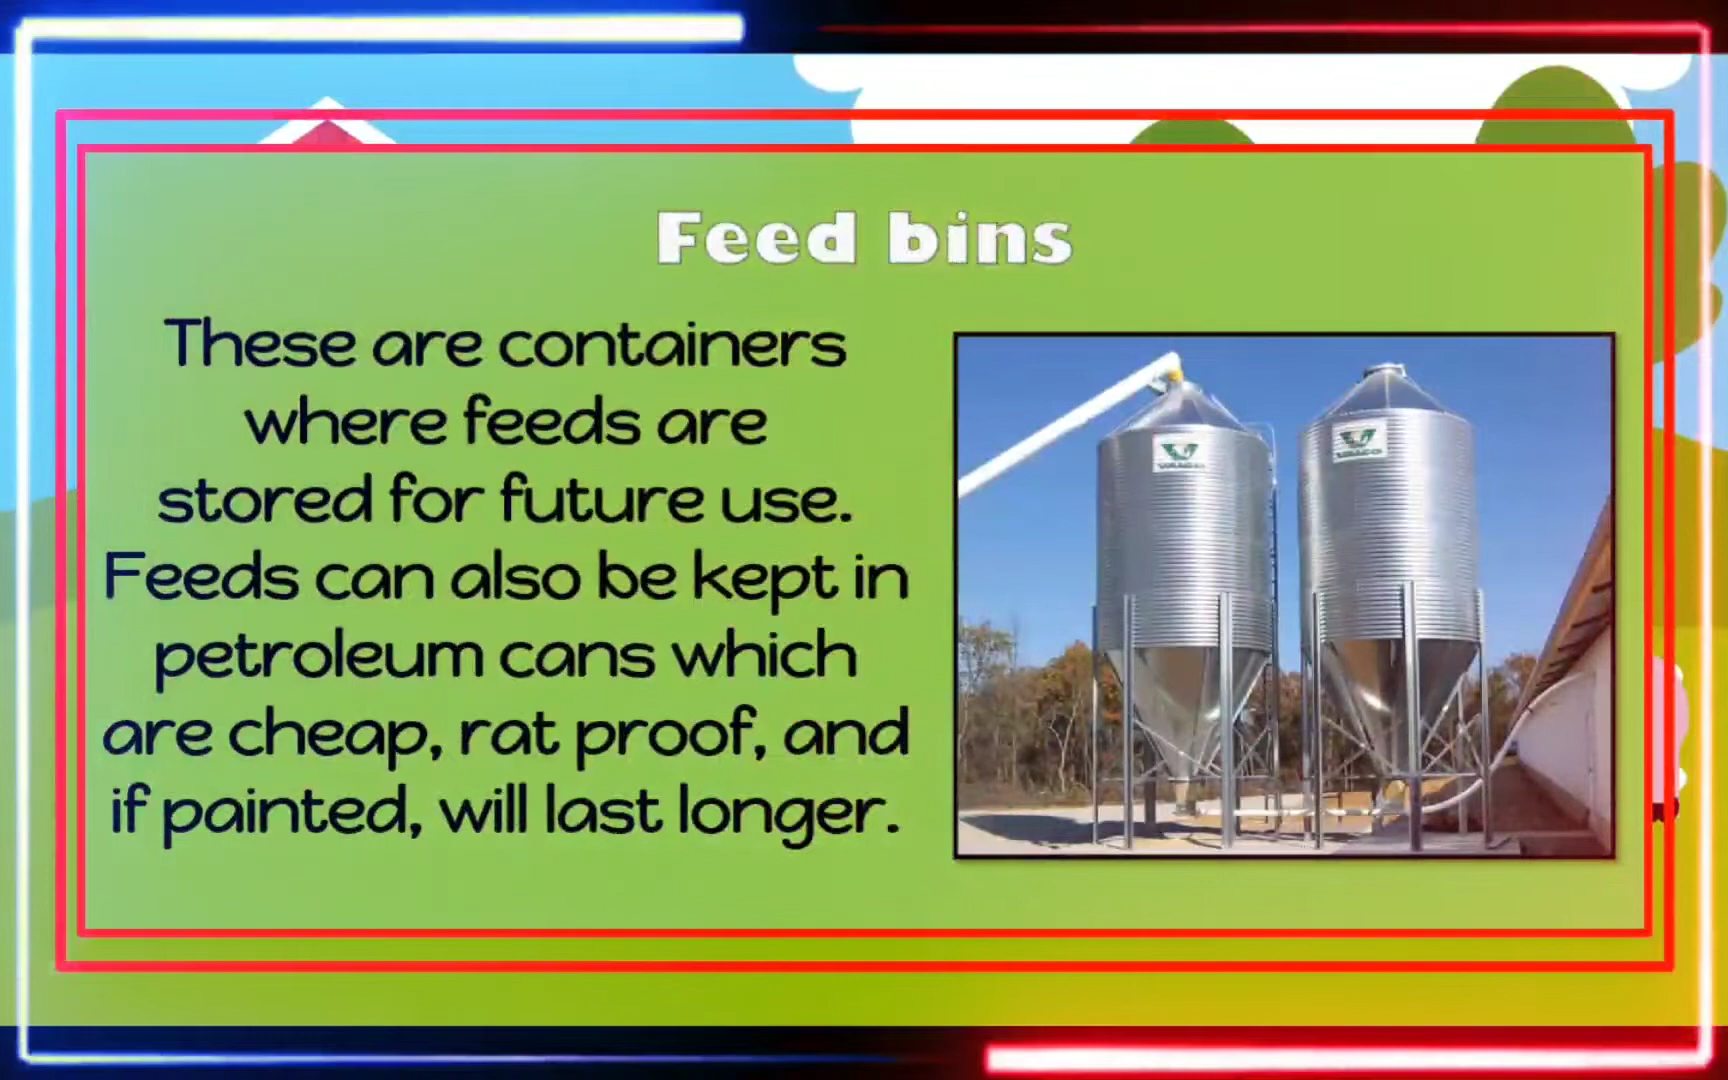 Feed bins
These are containers
where feeds are
stored for future use.
Feeds can also be kept in
petroleum cans which
are cheap, rat proof, and
if painted, will last longer.